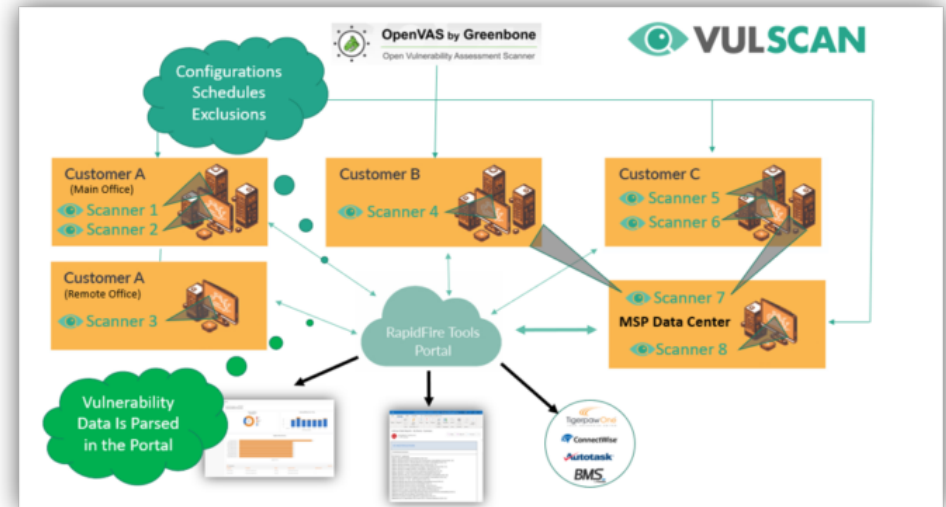 OpenVAS by Greenbone
Open Vulnerability Assessment Scanner
VULSCAN
Configurations
Schedules
Exclusions
Customer A
(Main Office)
Scanner 1
Scanner 2
Customer B
Scanner 4
Customer C
Scanner 5
Scanner 6
Customer A
(Remote Office)
Scanner 3
RapidFire Tools
Portal
Scanner 7
MSP Data Center
Scanner 8
Vulnerability
Data Is Parsed
in the Portal
TigerpawOne
ConnectWise
Autotask
BMS